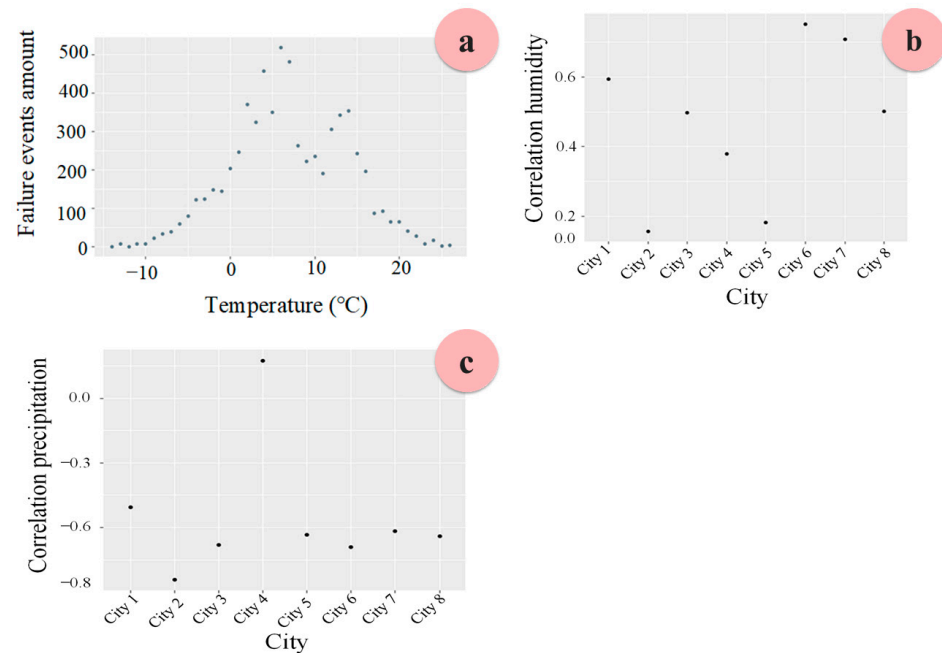 a
Failure events amount
500
400
300
200
100
0
−10
0
10
20
Temperature (°C)
b
Correlation humidity
0.6
0.4
0.2
0.0
City 1
City 2
City 3
City 4
City 5
City 6
City 7
City 8
City
c
Correlation precipitation
0.0
−0.3
−0.6
−0.8
City 1
City 2
City 3
City 4
City 5
City 6
City 7
City 8
City